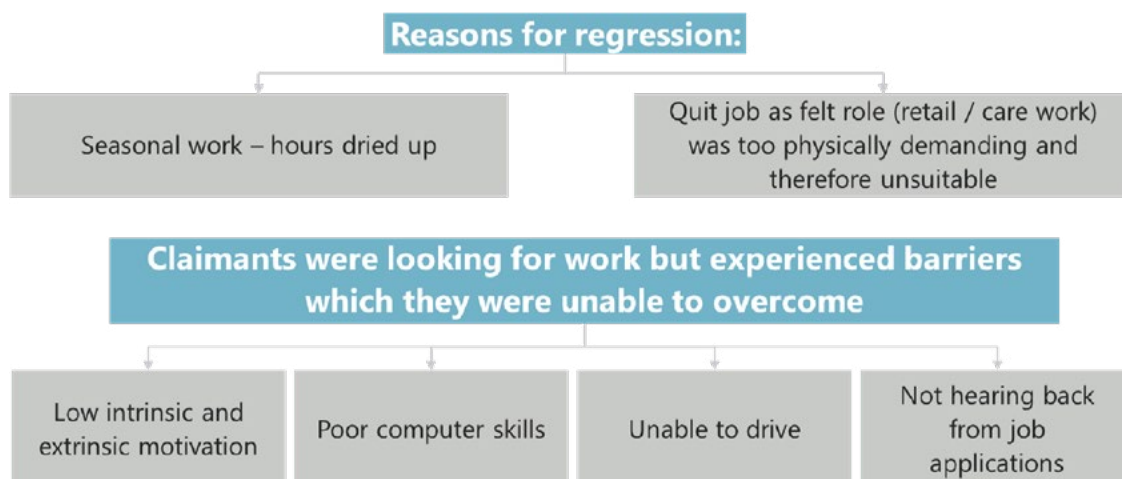 Reasons for regression:
Seasonal work – hours dried up
Quit job as felt role (retail / care work)
was too physically demanding and
therefore unsuitable
Claimants were looking for work but experienced barriers
which they were unable to overcome
Low intrinsic and
extrinsic motivation
Poor computer skills
Unable to drive
Not hearing back
from job
applications